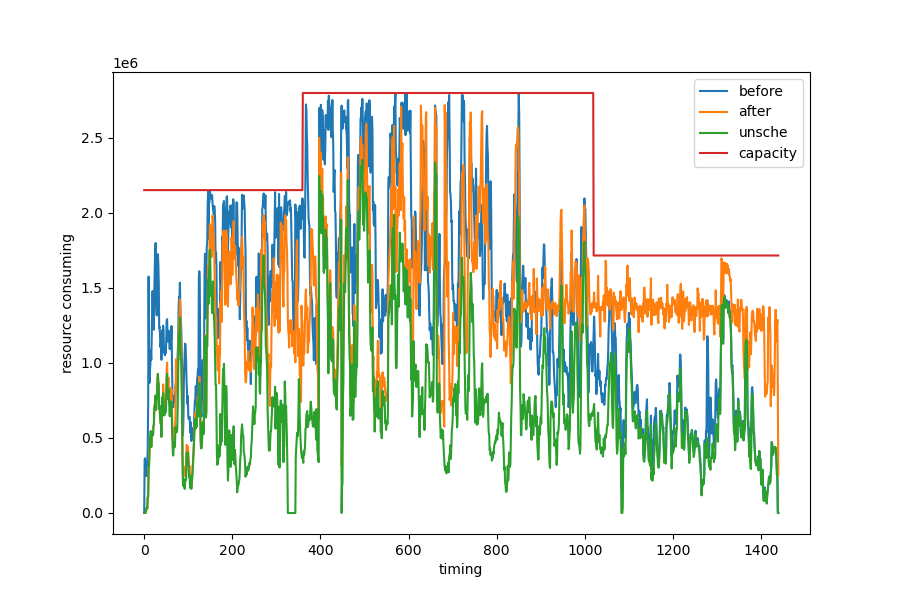 1e6
before
after
unsche
capacity
2.5
2.0
1.5
1.0
0.5
0.0
resource consuming
0 200 400 600 800 1000 1200 1400
timing